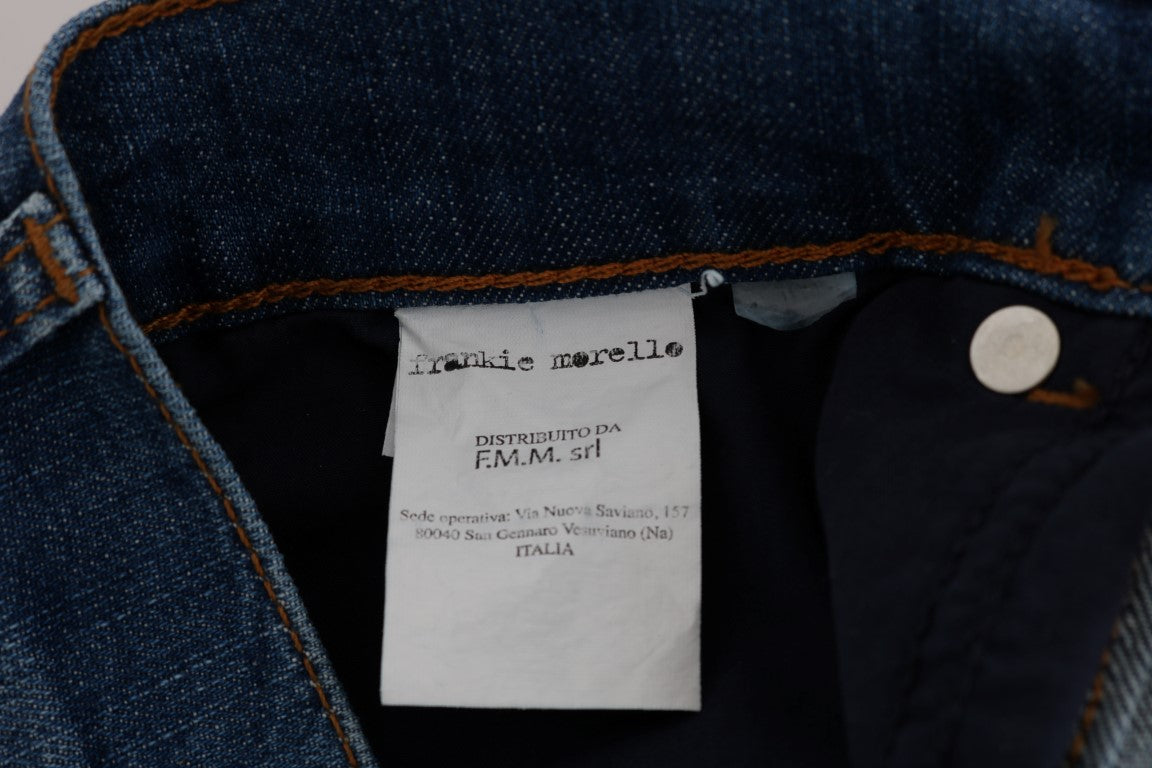 frankie morello
DISTRIBUITO DA
F.M.M. srl
Sede operativa: Via Nuova Saviano, 157
80040 San Gennaro Vesuviano (Na)
ITALIA